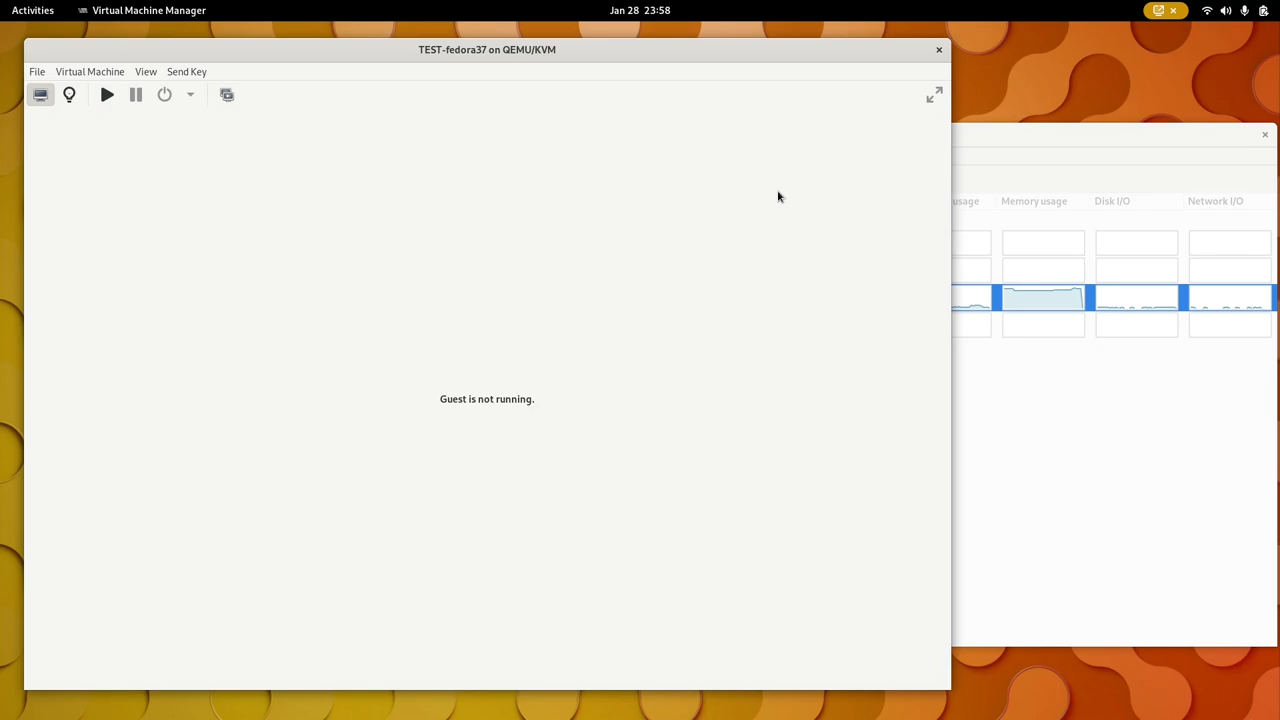 Activities
Virtual Machine Manager
Jan 28 23:58
TEST-fedora37 on QEMU/KVM
File
Virtual Machine
View
Send Key
usage
Memory usage
Disk I/O
Network I/O
Guest is not running.